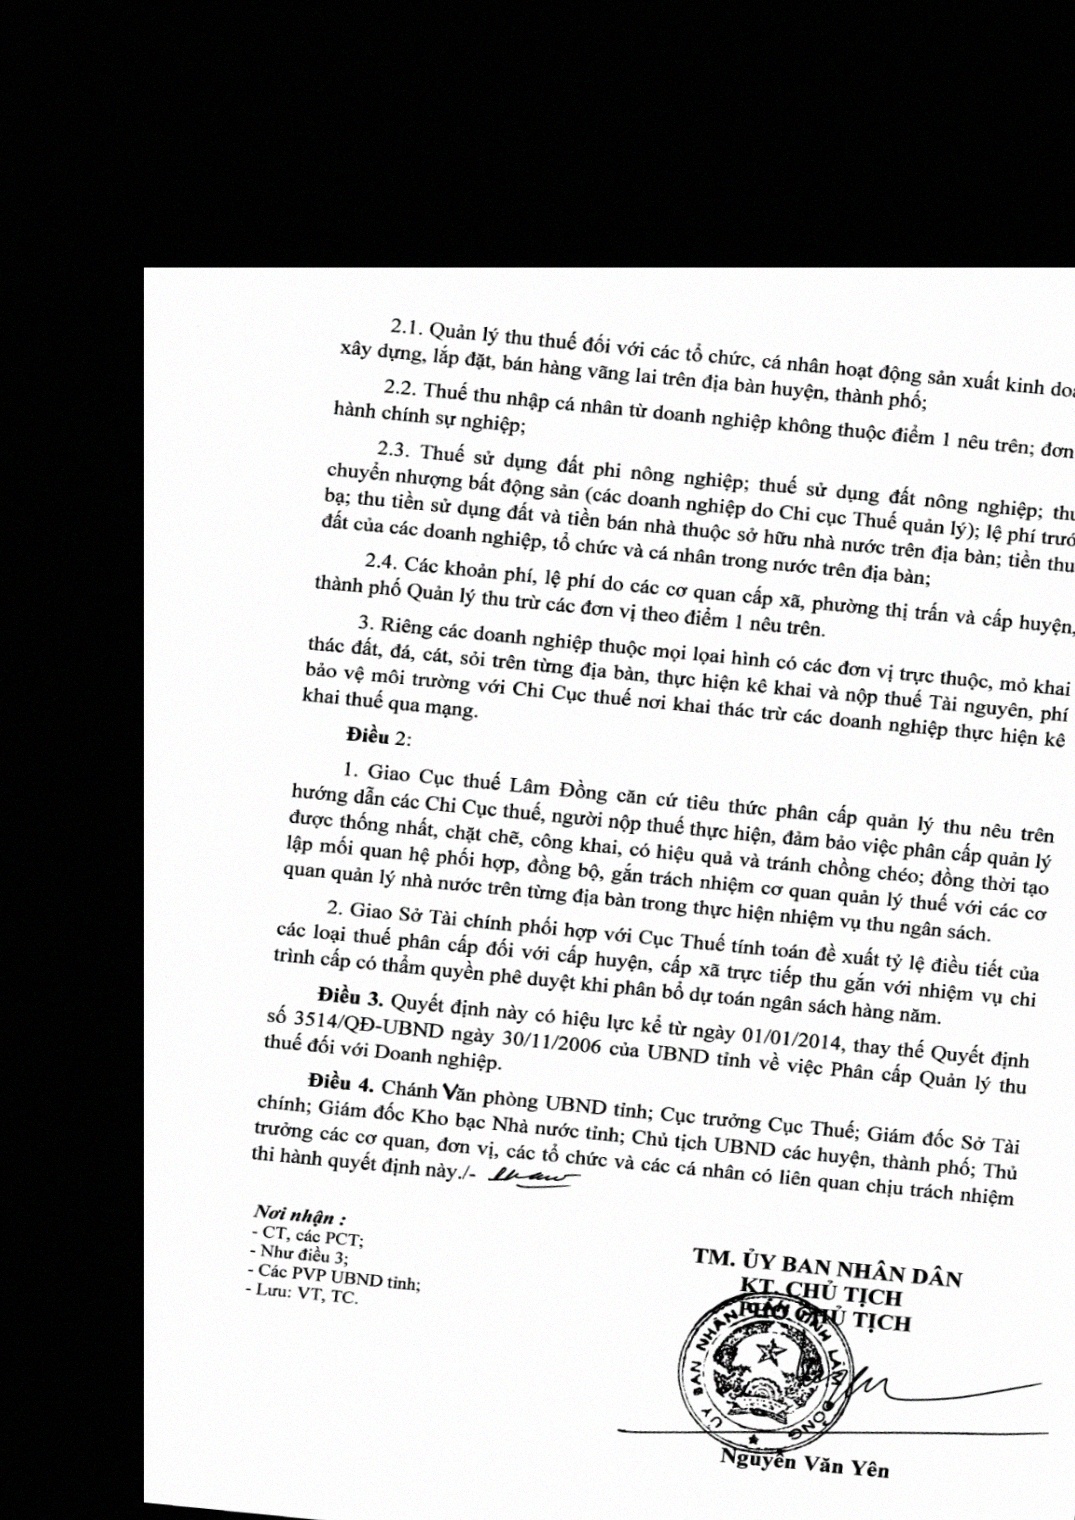 2.1. Quản lý thu thuế đối với các tổ chức, cá nhân hoạt động sản xuất kinh
xây dựng, lắp đặt, bán hàng vãng lai trên địa bàn huyện, thành phố;
2.2. Thuế thu nhập cá nhân từ doanh nghiệp không thuộc điểm 1 nêu trên; đơn
hành chính sự nghiệp;
2.3. Thuế sử dụng đất phi nông nghiệp; thuế sử dụng đất nông nghiệp;
chuyển nhượng bất động sản (các doanh nghiệp do Chi cục Thuế quản lý); lệ phí
bạ; thu tiền sử dụng đất và tiền bán nhà thuộc sở hữu nhà nước trên địa bàn; tiền thu
đất của các doanh nghiệp, tổ chức và cá nhân trong nước trên địa bàn;
2.4. Các khoản phí, lệ phí do các cơ quan cấp xã, phường thị trấn và cấp huyện,
thành phố Quản lý thu trừ các đơn vị theo điểm 1 nêu trên.
3. Riêng các doanh nghiệp thuộc mọi lọai hình có các đơn vị trực thuộc, mỏ khai
thác đất, đá, cát, sỏi trên từng địa bàn, thực hiện kê khai và nộp thuế Tài nguyên, phí
bảo vệ môi trường với Chi Cục thuế nơi khai thác trừ các doanh nghiệp thực hiện kê
khai thuế qua mạng.
Điều 2:
1. Giao Cục thuế Lâm Đồng căn cứ tiêu thức phân cấp quản lý thu nêu trên
hướng dẫn các Chi Cục thuế, người nộp thuế thực hiện, đảm bảo việc phân cấp quản lý
được thống nhất, chặt chẽ, công khai, có hiệu quả và tránh chồng chéo; đồng thời tạo
lập mối quan hệ phối hợp, đồng bộ, gắn trách nhiệm cơ quan quản lý thuế với các cơ
quan quản lý nhà nước trên từng địa bàn trong thực hiện nhiệm vụ thu ngân sách.
2. Giao Sở Tài chính phối hợp với Cục Thuế tính toán đề xuất tỷ lệ điều tiết của
các loại thuế phân cấp đối với cấp huyện, cấp xã trực tiếp thu gắn với nhiệm vụ chi
trình cấp có thẩm quyền phê duyệt khi phân bổ dự toán ngân sách hàng năm.
Điều 3. Quyết định này có hiệu lực kể từ ngày 01/01/2014, thay thế Quyết định
số 3514/QĐ-UBND ngày 30/11/2006 của UBND tỉnh về việc Phân cấp Quản lý thu
thuế đối với Doanh nghiệp.
Điều 4. Chánh Văn phòng UBND tỉnh; Cục trưởng Cục Thuế; Giám đốc Sở Tài
chính; Giám đốc Kho bạc Nhà nước tỉnh; Chủ tịch UBND các huyện, thành phố; Thủ
trưởng các cơ quan, đơn vị, các tổ chức và các cá nhân có liên quan chịu trách nhiệm
thi hành quyết định này./-
Nơi nhận :
- CT, các PCT;
- Như điều 3;
- Các PVP UBND tỉnh;
- Lưu: VT, TC.
TM. ỦY BAN NHÂN DÂN
KT. CHỦ TỊCH
PHÓ CHỦ TỊCH
ỦY BAN NHÂN DÂN TỈNH LÂM ĐỒNG
Nguyễn Văn Yên